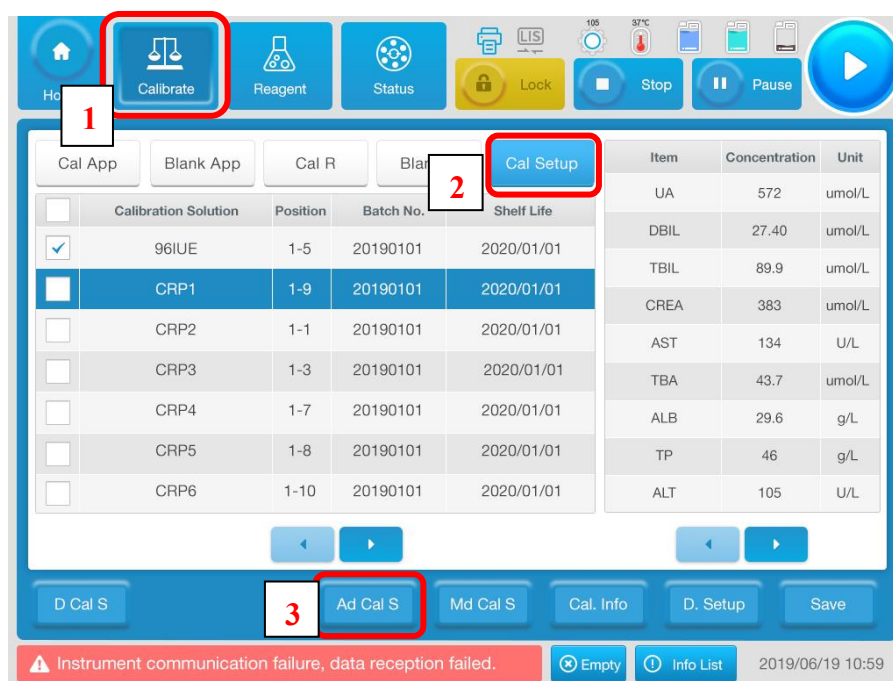 105 37℃
LIS
Ho
Calibrate
Reagent
Status
Lock
Stop
Pause
1
Cal App
Blank App
Cal R
Blan
2
Cal Setup
Calibration Solution Position Batch No. Shelf Life
96IUE 1-5 20190101 2020/01/01
CRP1 1-9 20190101 2020/01/01
CRP2 1-1 20190101 2020/01/01
CRP3 1-3 20190101 2020/01/01
CRP4 1-7 20190101 2020/01/01
CRP5 1-8 20190101 2020/01/01
CRP6 1-10 20190101 2020/01/01
Item Concentration Unit
UA 572 umol/L
DBIL 27.40 umol/L
TBIL 89.9 umol/L
CREA 383 umol/L
AST 134 U/L
TBA 43.7 umol/L
ALB 29.6 g/L
TP 46 g/L
ALT 105 U/L
D Cal S
3
Ad Cal S
Md Cal S
Cal. Info
D. Setup
Save
Instrument communication failure, data reception failed.
Empty
Info List
2019/06/19 10:59